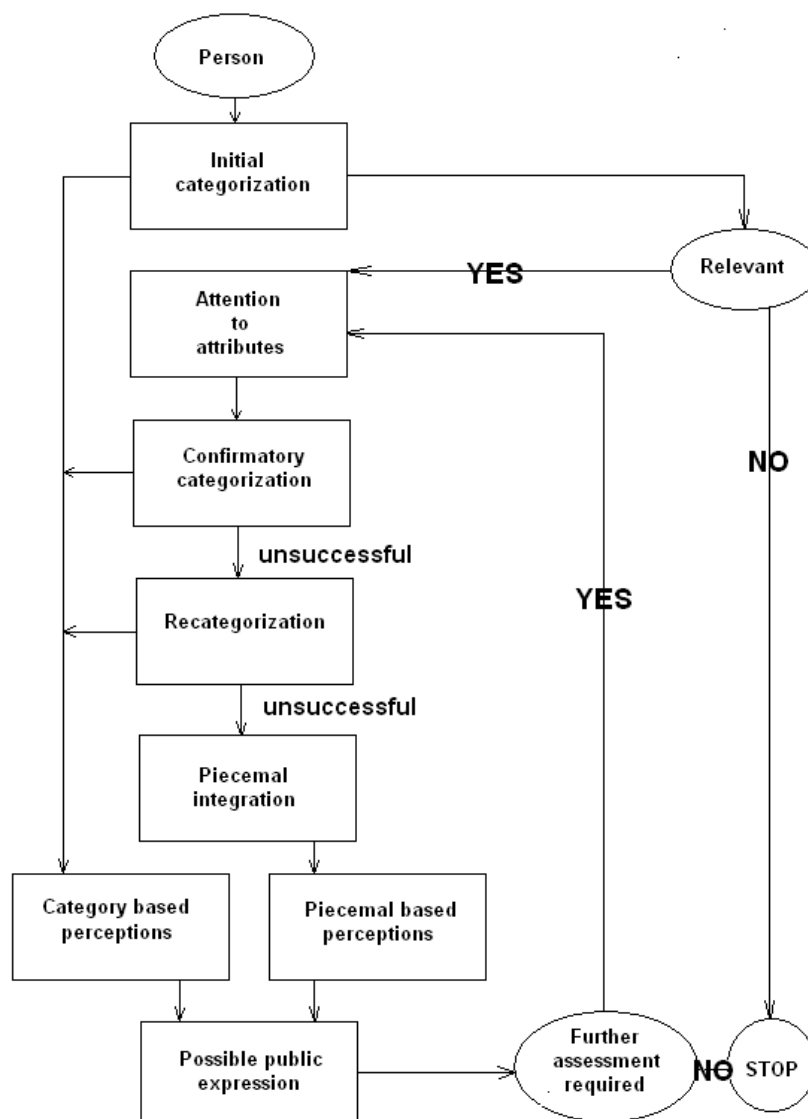 Person
Initial
categorization
Relevant
YES
Attention
to
attributes
Confirmatory
categorization
NO
unsuccessful
YES
Recategorization
unsuccessful
Piecemal
integration
Category based
perceptions
Piecemal based
perceptions
Possible public
expression
Further
assessment
required
NO
STOP